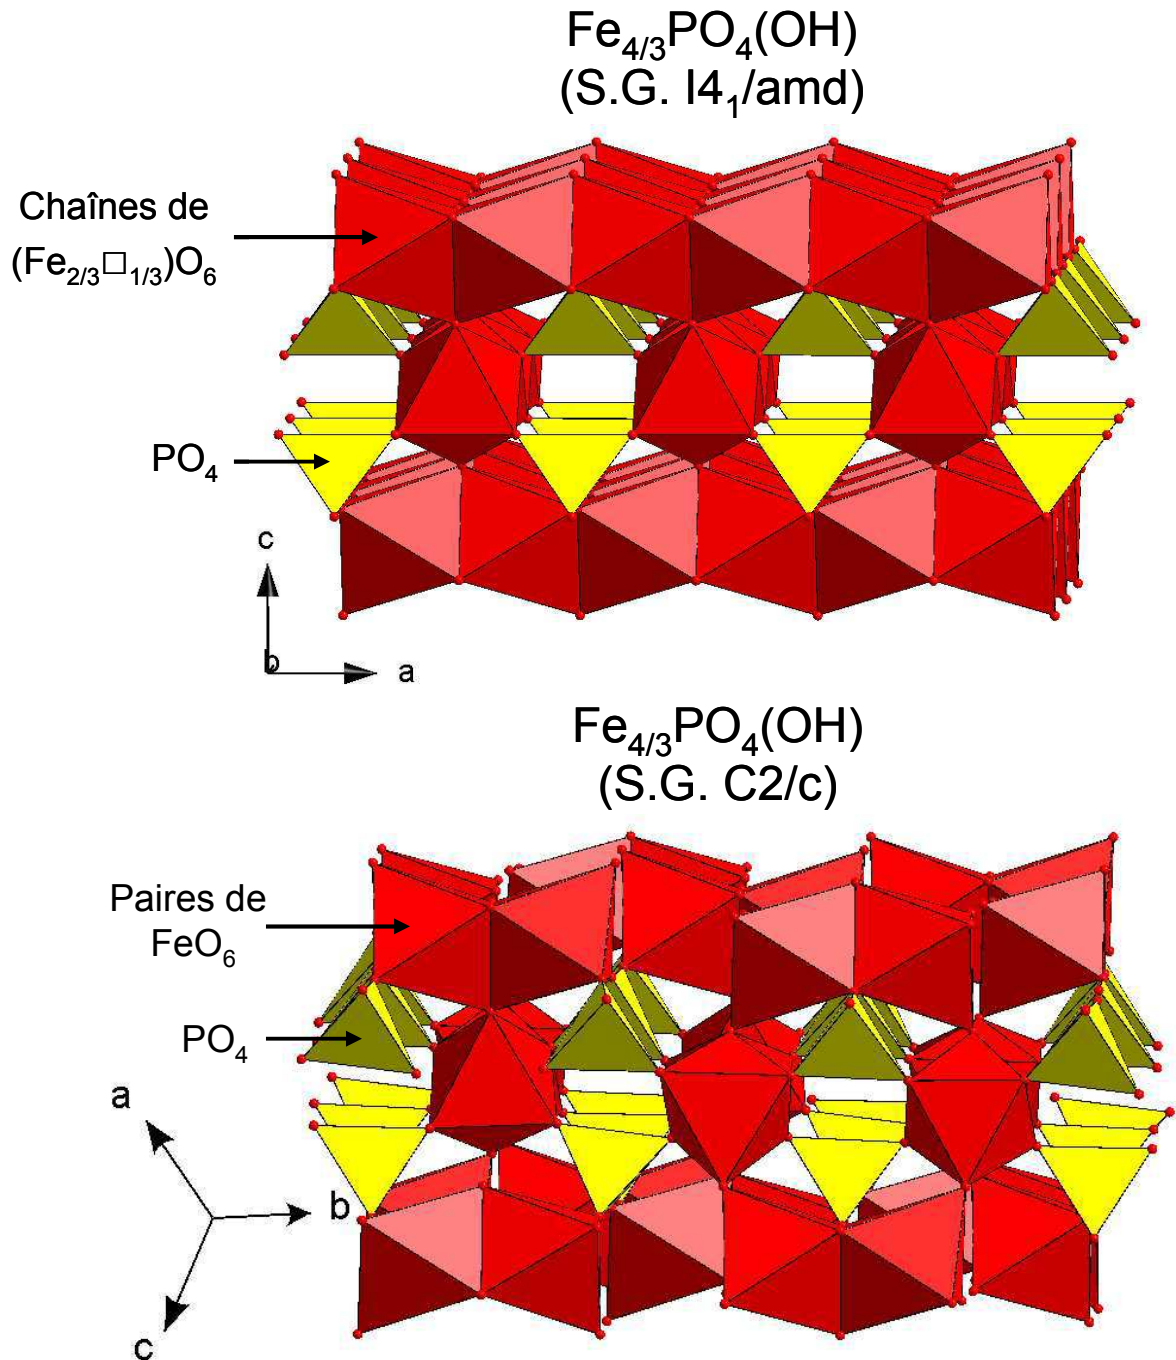 Fe4/3PO4(OH)
(S.G. I41/amd)
Chaînes de
(Fe2/3□1/3)O6
PO4
c
b
a
Fe4/3PO4(OH)
(S.G. C2/c)
Paires de
FeO6
PO4
a
b
c